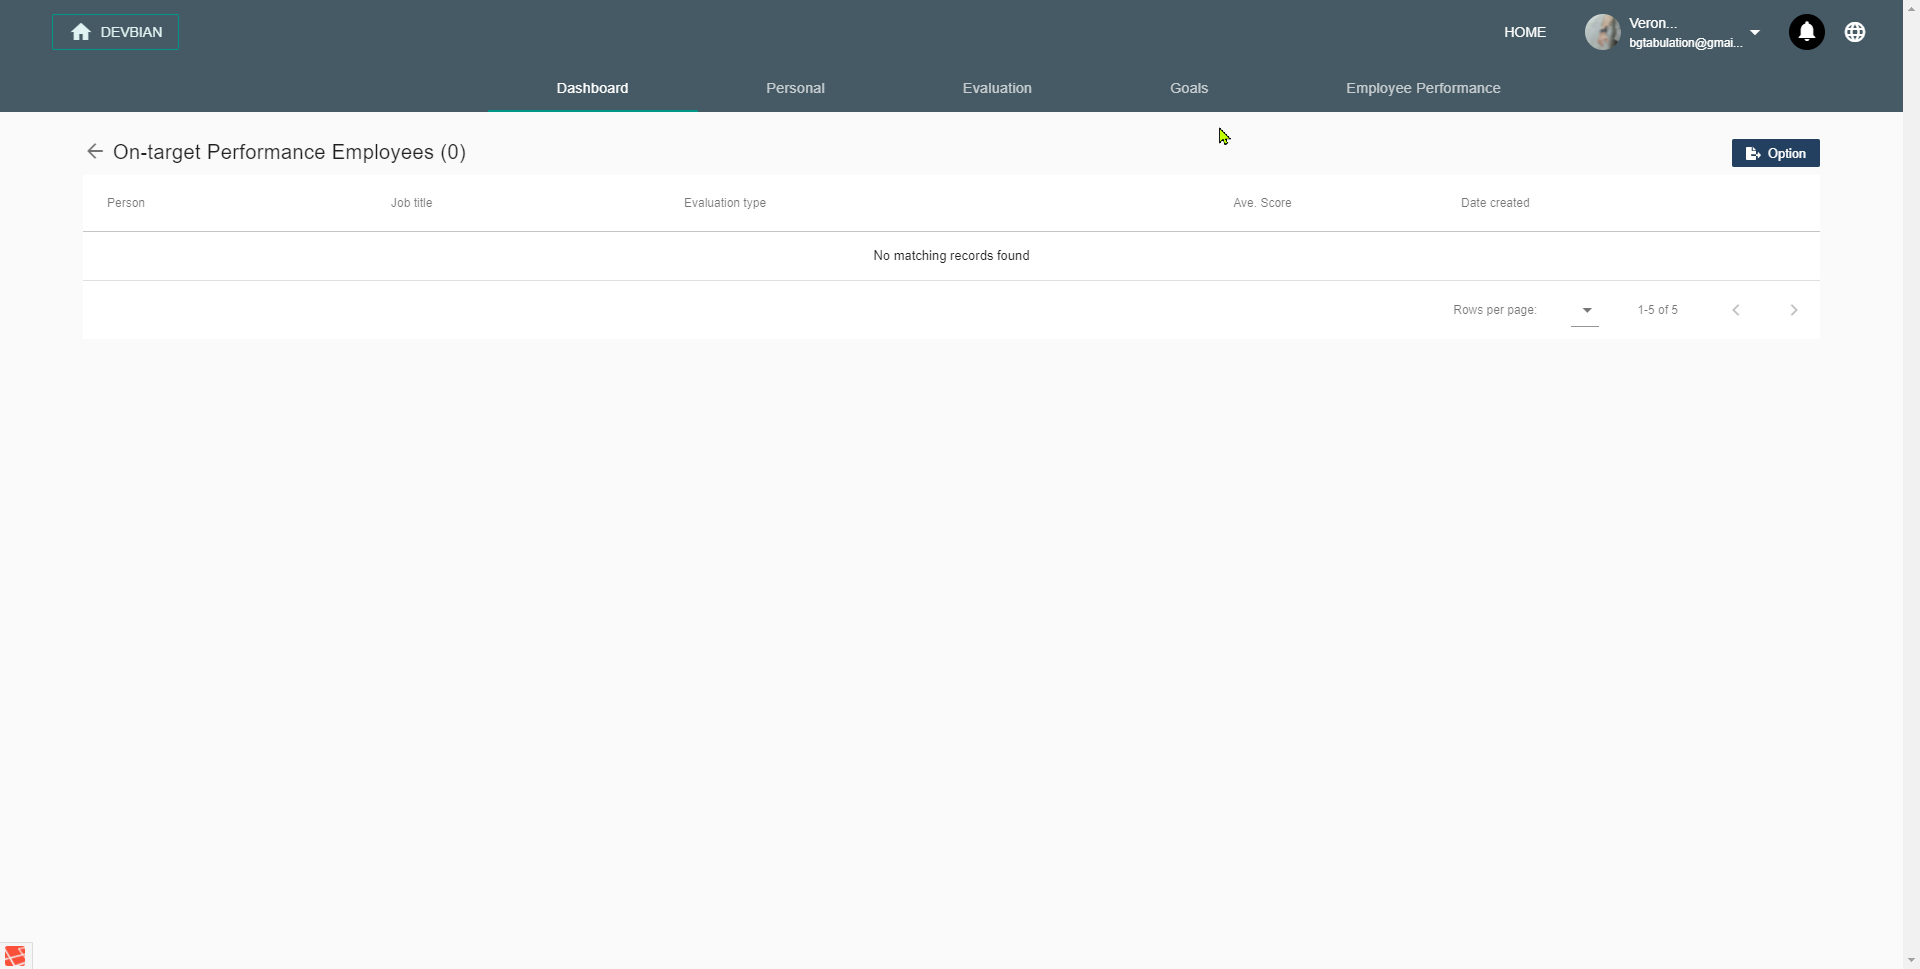 DEVBIAN
HOME
Veron...
bgtabulation@gmai...
Dashboard
Personal
Evaluation
Goals
Employee Performance
On-target Performance Employees (0)
Option
Person
Job title
Evaluation type
Ave. Score
Date created
No matching records found
Rows per page:
1-5 of 5